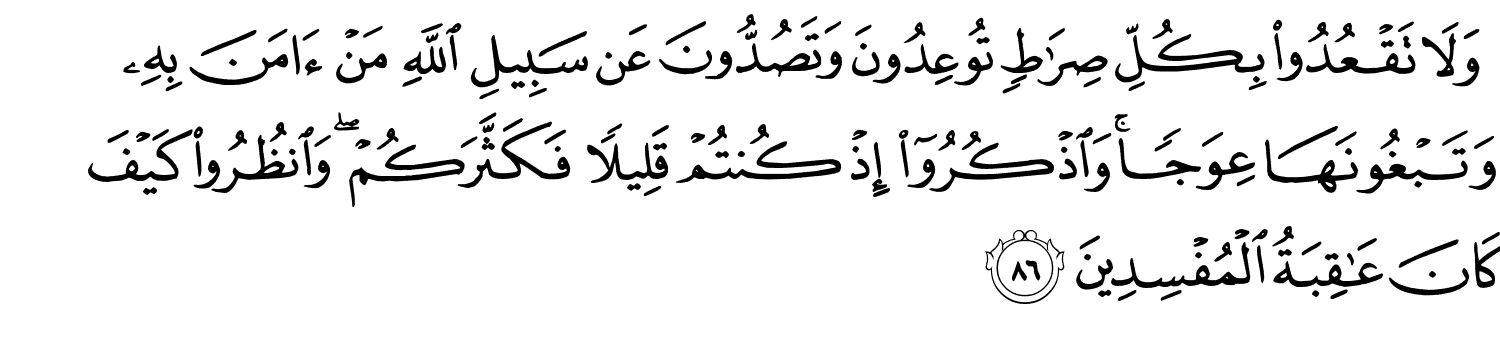 وَلَا تَقْعُدُوا۟ بِكُلِّ صِرَٰطٍ تُوعِدُونَ وَتَصُدُّونَ عَن سَبِيلِ ٱللَّهِ مَنْ ءَامَنَ بِهِۦ
وَتَبْغُونَهَا عِوَجًا ۚ وَٱذْكُرُوٓا۟ إِذْ كُنتُمْ قَلِيلًا فَكَثَّرَكُمْ ۖ وَٱنظُرُوا۟ كَيْفَ
كَانَ عَٰقِبَةُ ٱلْمُفْسِدِينَ ٨٦